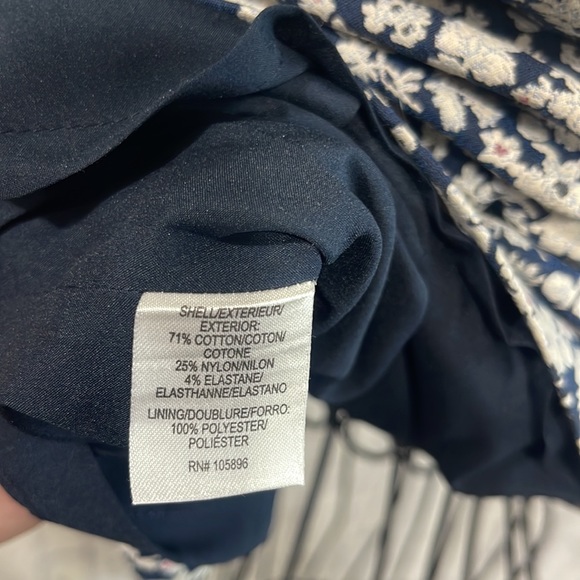 SHELL/EXTERIEUR/
EXTERIOR:
71% COTTON/COTON/
COTONE
25% NYLON/NILON
4% ELASTANE/
ELASTHANNE/ELASTANO
LINING/DOUBLURE/FORRO:
100% POLYESTER/
POLIÉSTER
RN# 105896